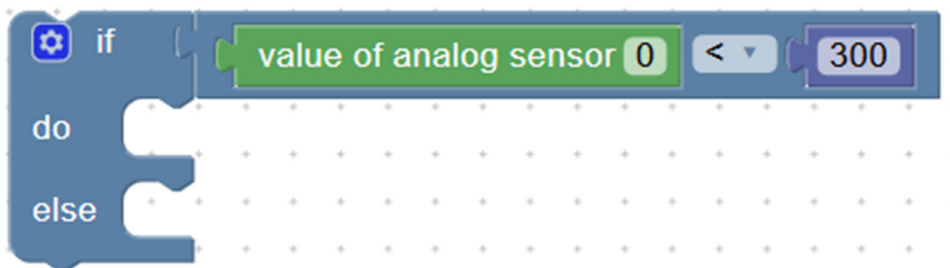 if value of analog sensor 0 < 300
do
else